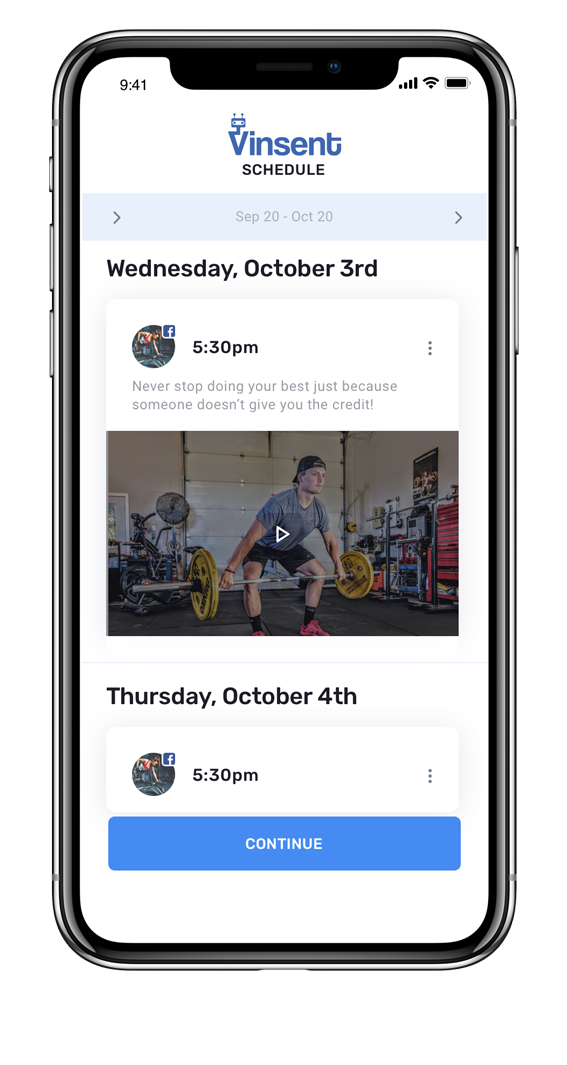 9:41
Vinsent
SCHEDULE
Sep 20 - Oct 20
Wednesday, October 3rd
5:30pm
Never stop doing your best just because
someone doesn't give you the credit!
Thursday, October 4th
5:30pm
CONTINUE